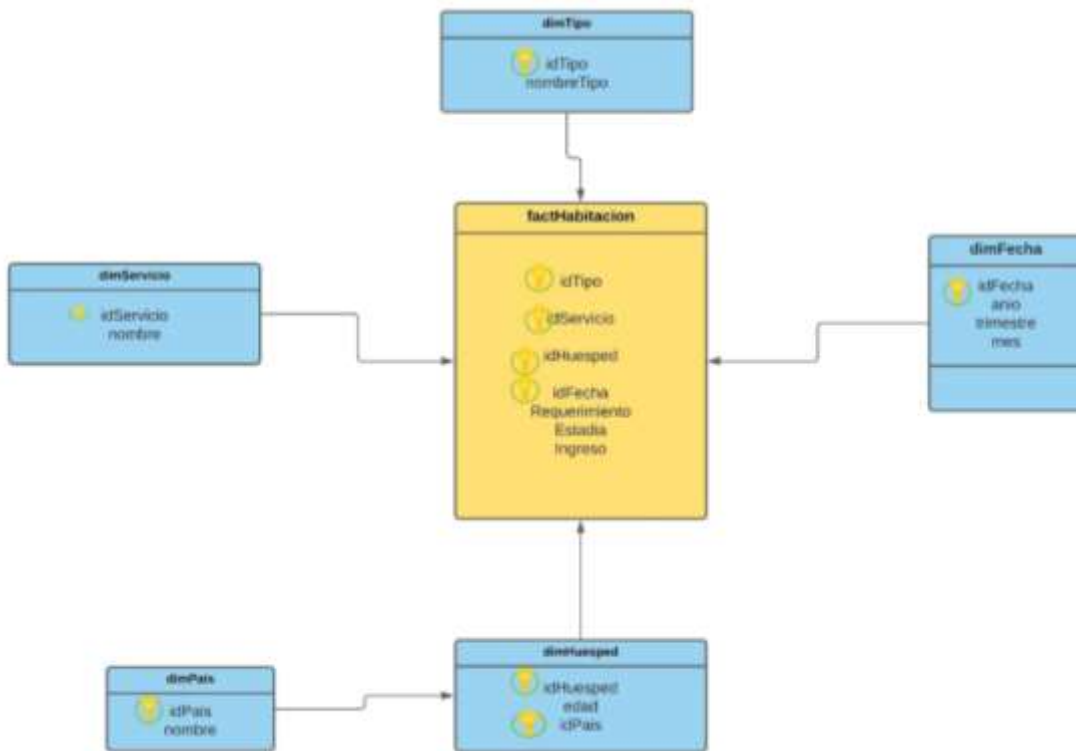 dimTipo
idTipo
nombreTipo
factHabitacion
idTipo
idServicio
idHuesped
idFecha
Requerimiento
Estadia
Ingreso
dimServicio
idServicio
nombre
dimFecha
idFecha
anio
trimestre
mes
dimPais
idPais
nombre
dimHuesped
idHuesped
edad
idPais